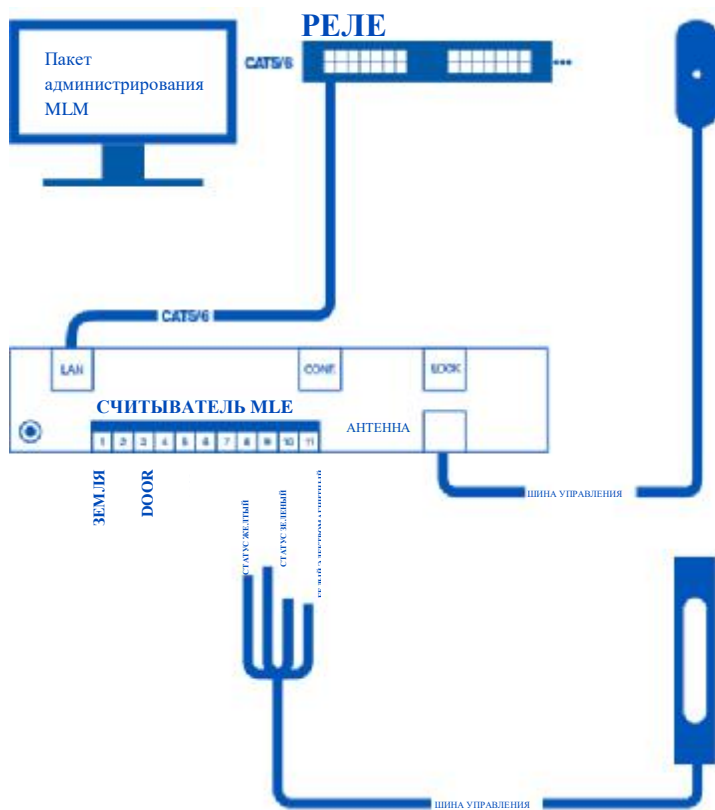 РЕЛЕ
Пакет
администрирования
MLM
CAT5/6
CAT5/6
LAN
CONF.
LOCK
СЧИТЫВАТЕЛЬ MLE
АНТЕННА
1 2 3 4 5 6 7 8 9 10 11
ЗЕМЛЯ
DOOR
СТАТУС ЖЕЛТЫЙ
СТАТУС ЗЕЛЕНЫЙ
ШИНА УПРАВЛЕНИЯ
ШИНА УПРАВЛЕНИЯ